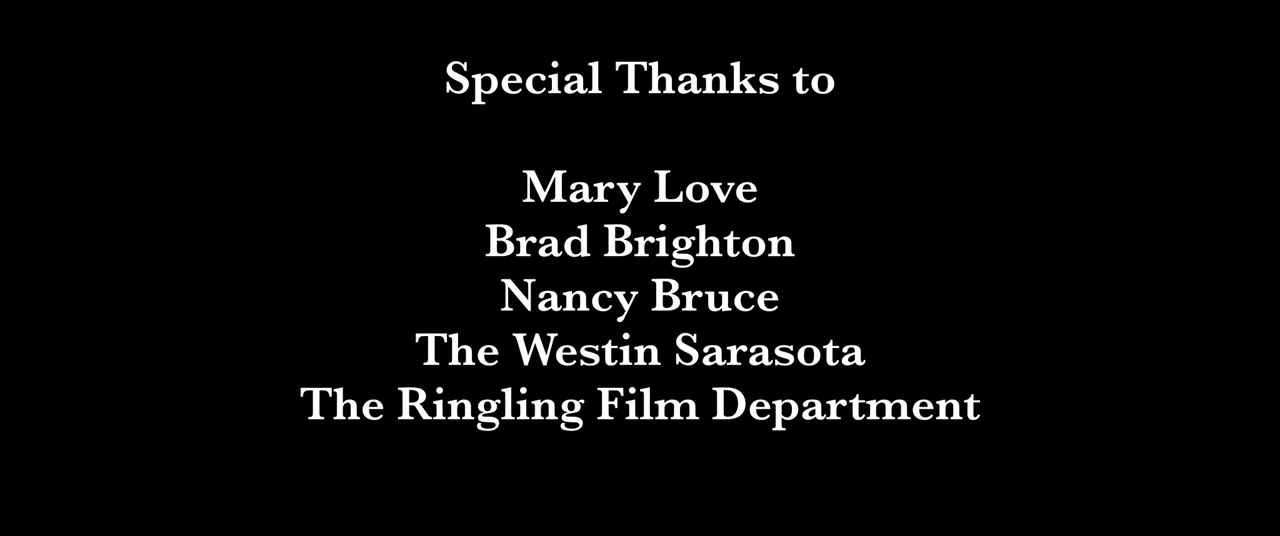 Special Thanks to
Mary Love
Brad Brighton
Nancy Bruce
The Westin Sarasota
The Ringling Film Department